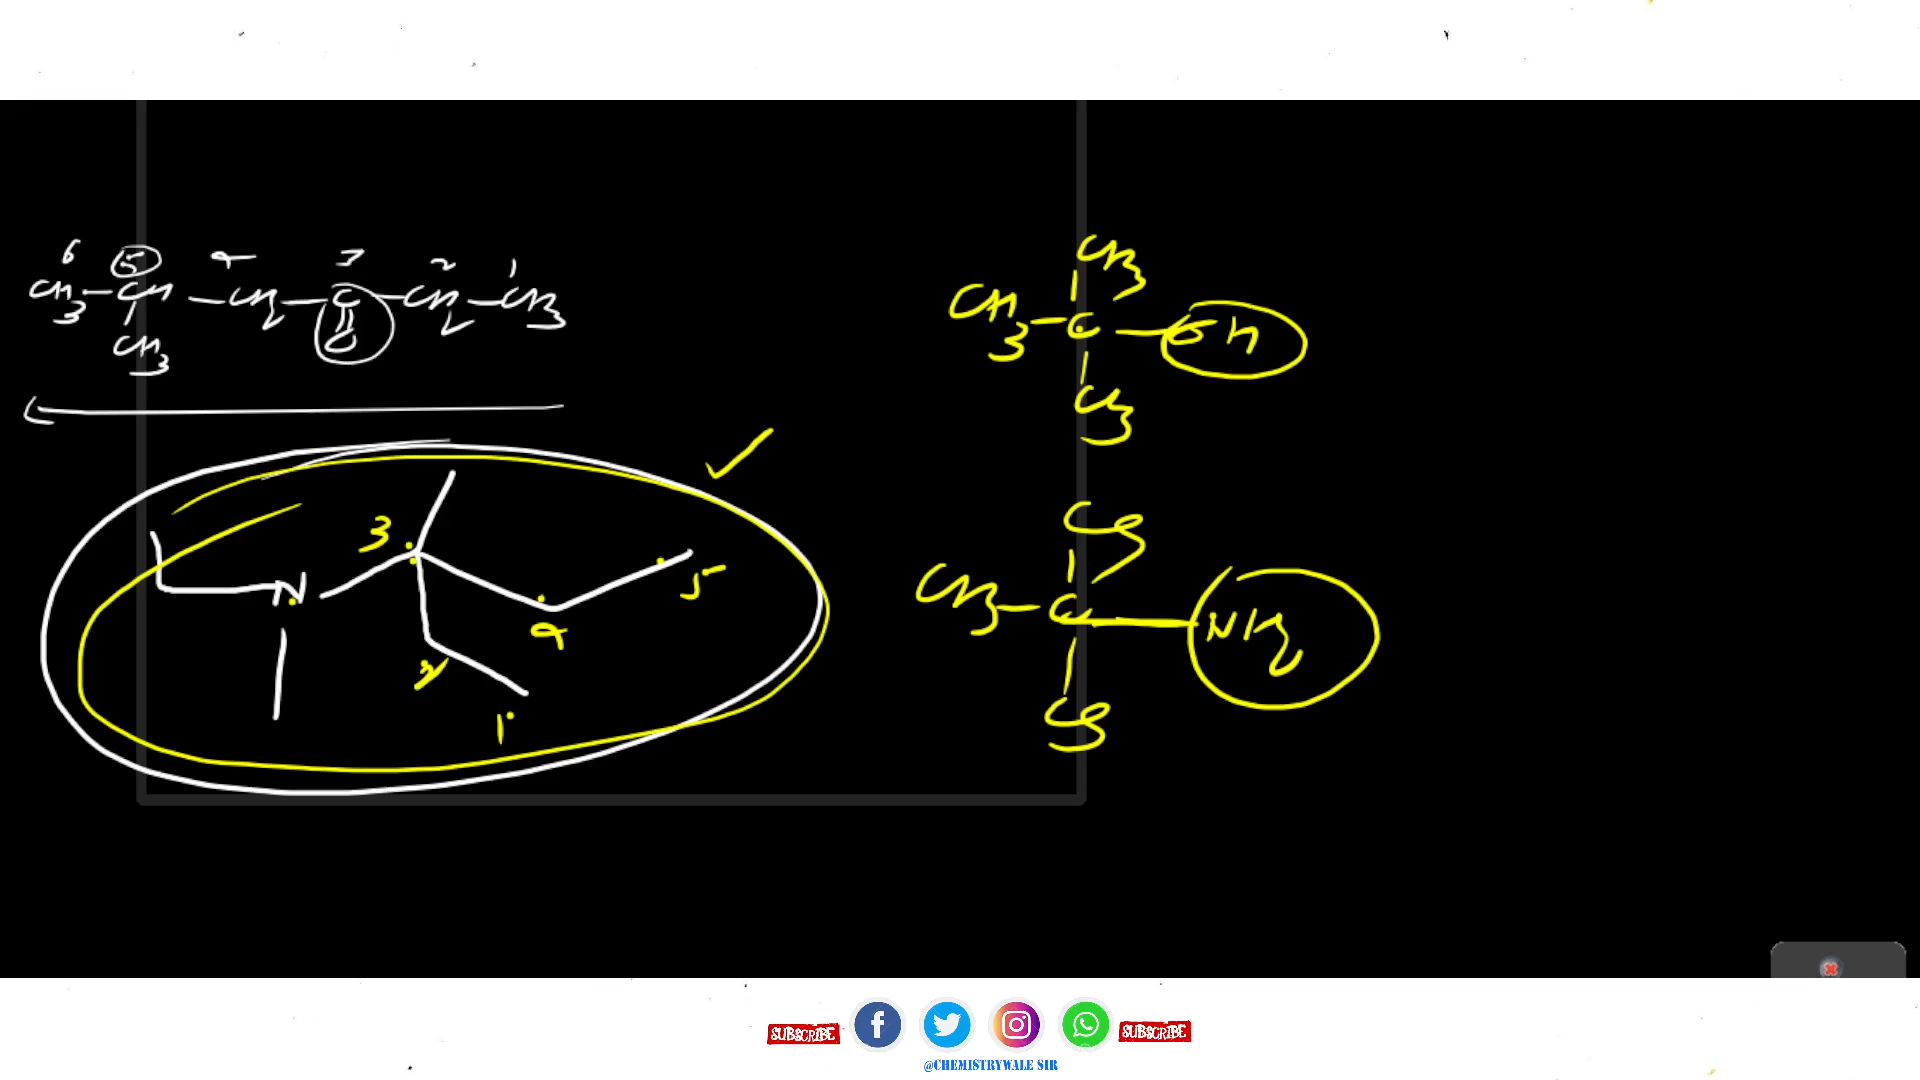 6 5 4 3 2 1
CH3-CH-CH2-C-CH2-CH3
CH3 O
CH3
CH3-C-OH
CH3
3
N
5
4
2
1
CH3
CH3-C-NH2
CH3
SUBSCRIBE SUBSCRIBE
@CHEMISTRYWALE SIR